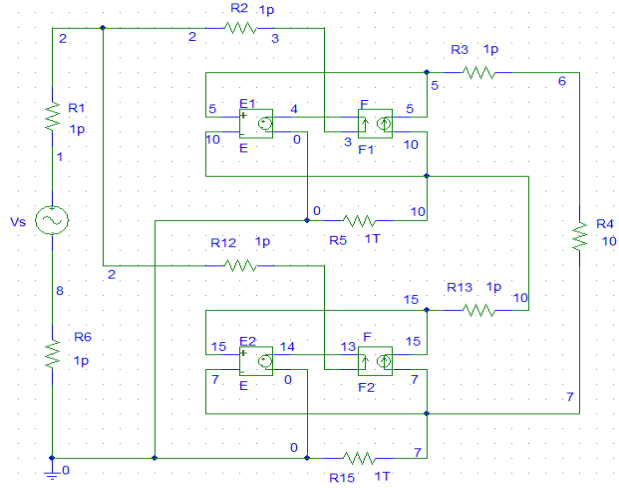 R2 1p
2 2 3
R3 1p
5 6
R1
1p
5 E1 4 F 5
+
-
10 E 0 3 F1 10
1
Vs
0 10
R5 1T
R4
10
R12 1p
2
8
R13 1p
15 10
R6
1p
15 E2 14 13 F 15
+
-
7 E 0 F2 7
7
0 7
R15 1T
0